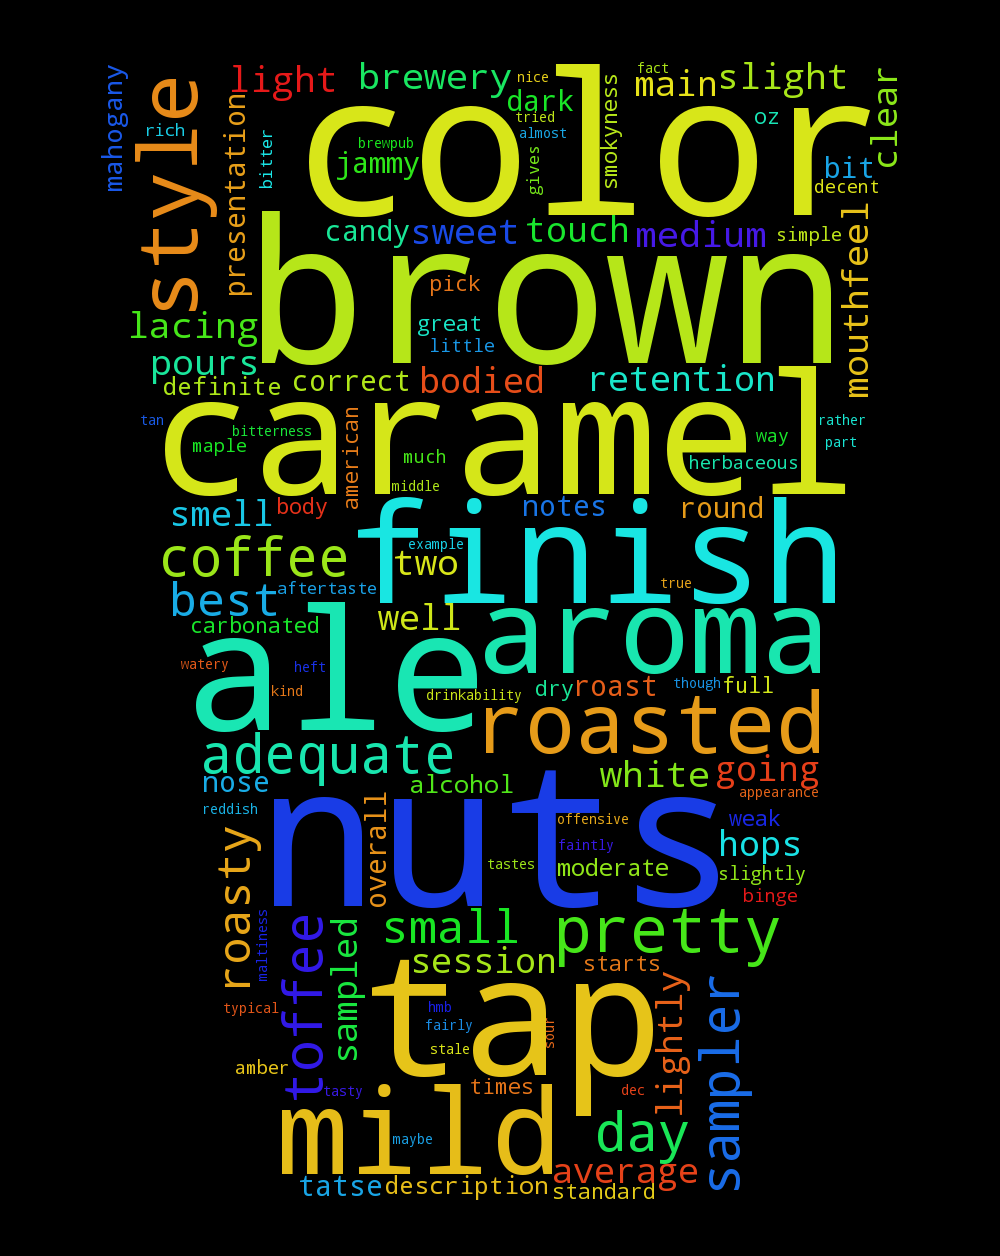 fact
nice
light
brewery
main
slight
mahogany
style
presentation
color
dark
clear
rich
bitter
tried
almost
smokyness
oz
brewpub
jammy
gives
bit
decent
candy
sweet
touch
medium
simple
mouthfeel
brown
pick
great
little
lacing
pours
definite
correct
bodied
retention
caramel
tan
bitterness
maple
american
much
middle
way
rather
part
herbaceous
smell
body
notes
round
finish
coffee
example
two
true
best
aftertaste
well
aroma
carbonated
ale
watery
heft
kind
drinkability
dry
roast
though
full
roasted
adequate
nose
alcohol
white
going
appearance
reddish
nuts
overall
offensive
weak
faintly
hops
roasty
tastes
moderate
slightly
binge
maltiness
toffee
sampled
small
pretty
session
starts
typical
tap
hmb
fairly
sour
stale
lightly
sampler
amber
tasty
times
dec
mild
maybe
day
average
tatse
description
standard